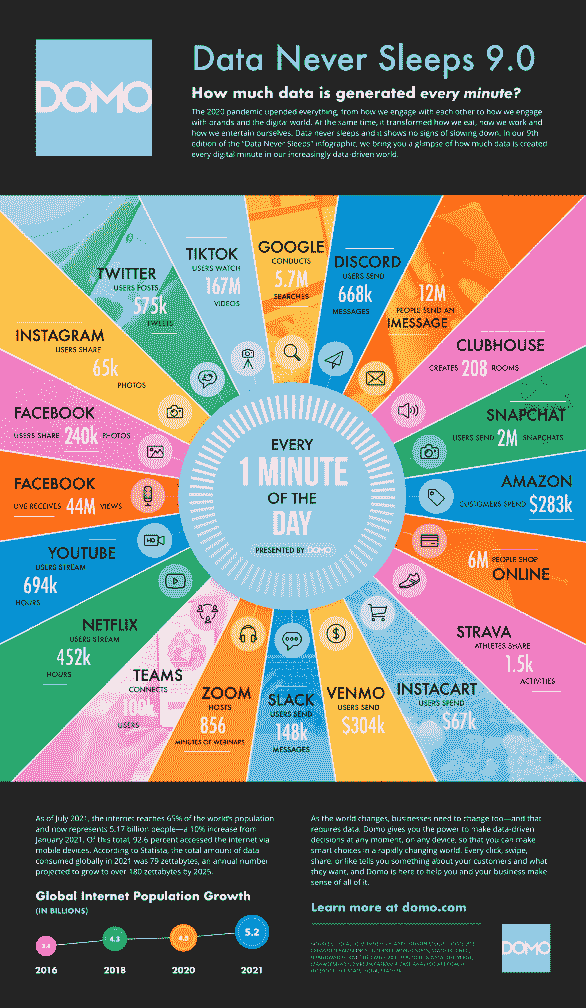 DOMO
Data Never Sleeps 9.0
How much data is generated every minute?
The 2020 pandemic upended everything, from how we engage with each other to how we engage
with brands and the digital world. At the same time, it transformed how we eat, how we work and
how we entertain ourselves. Data never sleeps and it shows no signs of slowing down. In our 9th
edition of the "Data Never Sleeps" infographic, we bring you a glimpse of how much data is created
every digital minute in our increasingly data-driven world.
GOOGLE
CONDUCTS
5.7M
SEARCHES
DISCORD
USERS SEND
668k
MESSAGES
12M
PEOPLE SEND AN
IMESSAGE
CLUBHOUSE
CREATES 208 ROOMS
SNAPCHAT
USERS SEND 2M SNAPCHATS
AMAZON
CUSTOMERS SPEND $283k
6M PEOPLE SHOP
ONLINE
STRAVA
ATHLETES SHARE
1.5k
ACTIVITIES
INSTACART
USERS SPEND
$67k
VENMO
USERS SEND
$304k
SLACK
USERS SEND
148k
MESSAGES
ZOOM
HOSTS
856
MINUTES OF WEBINARS
TEAMS
CONNECTS
100k
USERS
NETFLIX
USERS STREAM
452k
HOURS
YOUTUBE
USERS STREAM
694k
HOURS
FACEBOOK
LIVE RECEIVES 44M VIEWS
FACEBOOK
USERS SHARE 240k PHOTOS
INSTAGRAM
USERS SHARE
65k
PHOTOS
TWITTER
USERS POSTS
575k
TWEETS
TIKTOK
USERS WATCH
167M
VIDEOS
HD
EVERY
1 MINUTE
OF THE
DAY
PRESENTED BY DOMO
As of July 2021, the internet reaches 65% of the world's population
and now represents 5.17 billion people—a 10% increase from
January 2021. Of this total, 92.6 percent accessed the internet via
mobile devices. According to Statista, the total amount of data
consumed globally in 2021 was 79 zettabytes, an annual number
projected to grow to over 180 zettabytes by 2025.
Global Internet Population Growth
(IN BILLIONS)
3.4
4.3
4.5
5.2
2016
2018
2020
2021
As the world changes, businesses need to change too—and that
requires data. Domo gives you the power to make data-driven
decisions at any moment, on any device, so that you can make
smart choices in a rapidly changing world. Every click, swipe,
share, or like tells you something about your customers and what
they want, and Domo is here to help you and your business make
sense of all of it.
Learn more at domo.com
DOMO